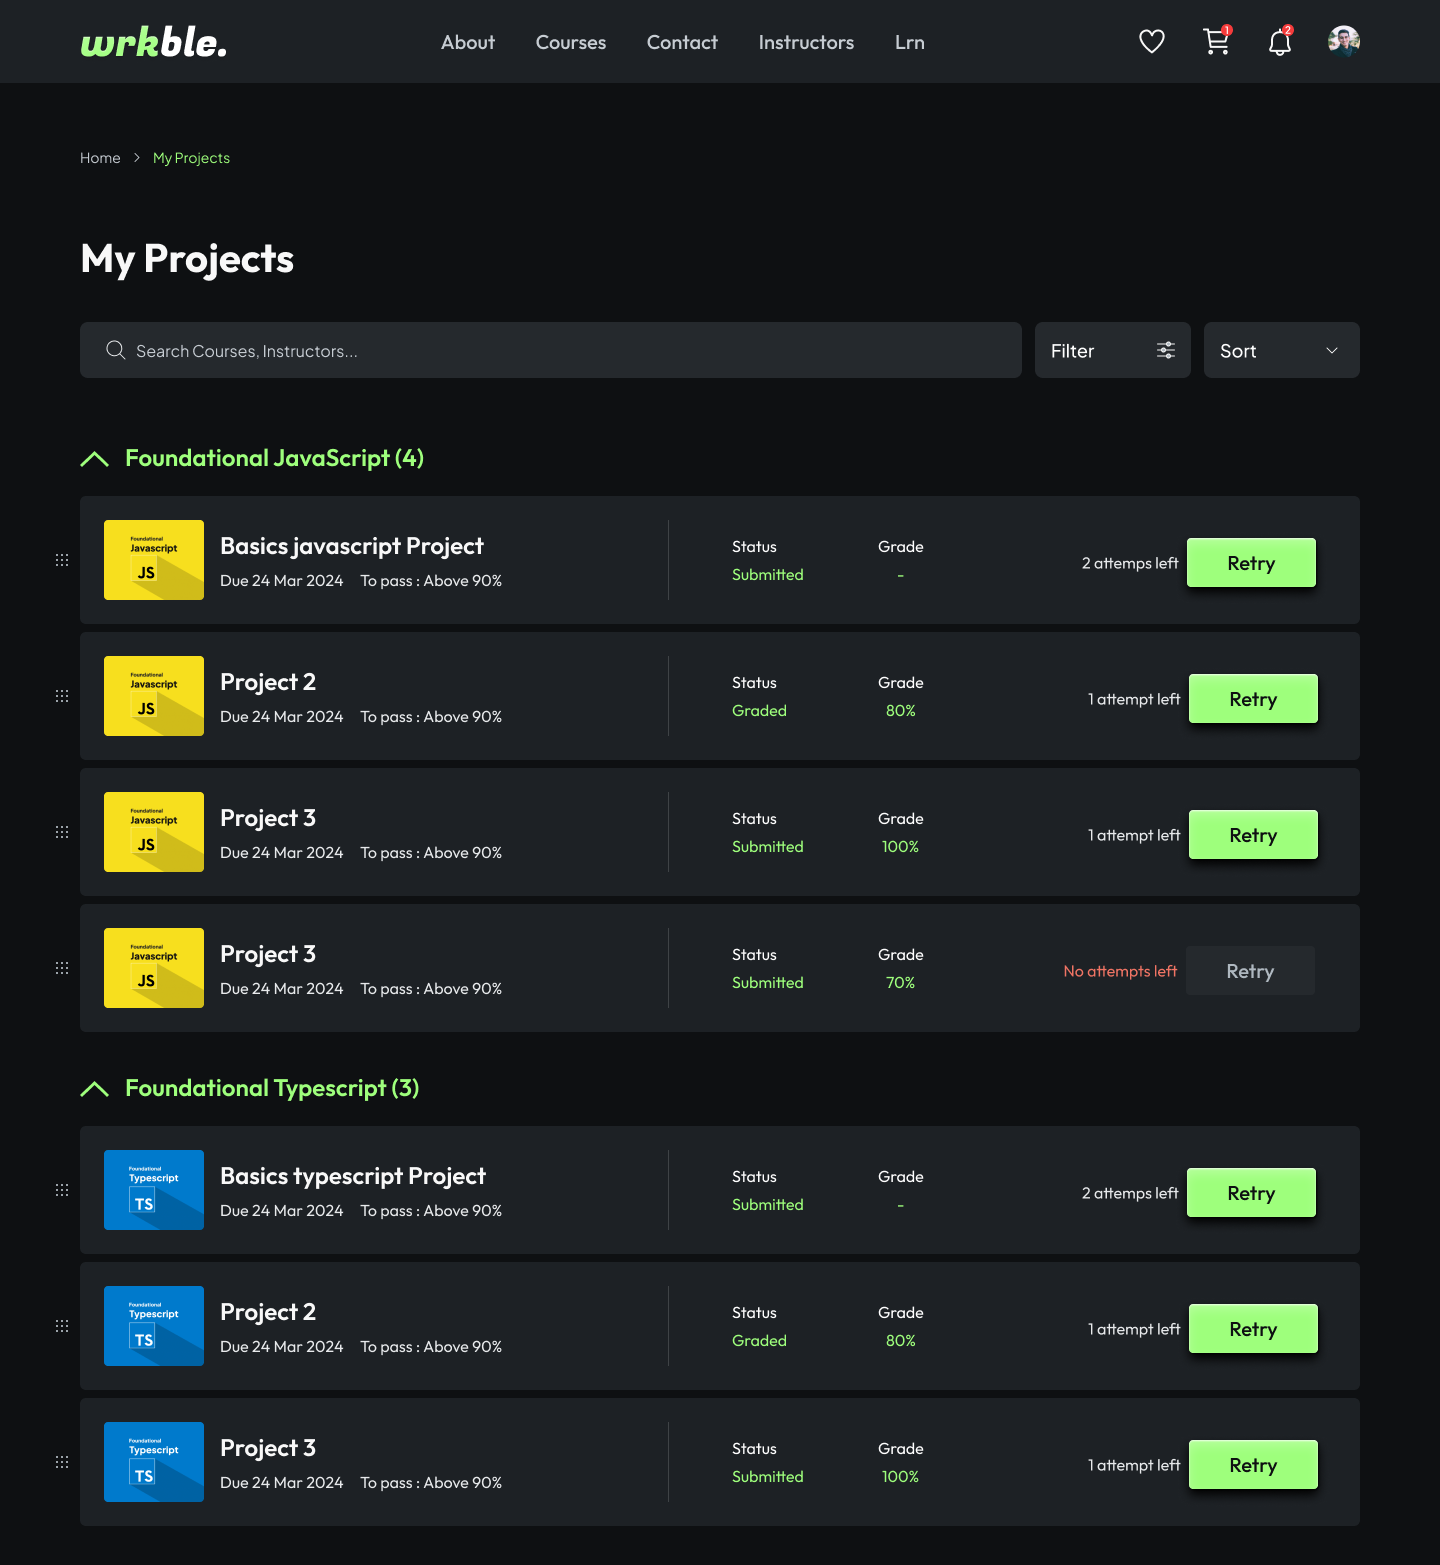 wrkble.
About Courses Contact Instructors Lrn
1
2
Home > My Projects
My Projects
Search Courses, Instructors...
Filter
Sort
Foundational JavaScript (4)
Foundational
Javascript
JS
Basics javascript Project
Due 24 Mar 2024 To pass : Above 90%
Status
Submitted
Grade
-
2 attemps left
Retry
Foundational
Javascript
JS
Project 2
Due 24 Mar 2024 To pass : Above 90%
Status
Graded
Grade
80%
1 attempt left
Retry
Foundational
Javascript
JS
Project 3
Due 24 Mar 2024 To pass : Above 90%
Status
Submitted
Grade
100%
1 attempt left
Retry
Foundational
Javascript
JS
Project 3
Due 24 Mar 2024 To pass : Above 90%
Status
Submitted
Grade
70%
No attempts left
Retry
Foundational Typescript (3)
Foundational
Typescript
TS
Basics typescript Project
Due 24 Mar 2024 To pass : Above 90%
Status
Submitted
Grade
-
2 attemps left
Retry
Foundational
Typescript
TS
Project 2
Due 24 Mar 2024 To pass : Above 90%
Status
Graded
Grade
80%
1 attempt left
Retry
Foundational
Typescript
TS
Project 3
Due 24 Mar 2024 To pass : Above 90%
Status
Submitted
Grade
100%
1 attempt left
Retry